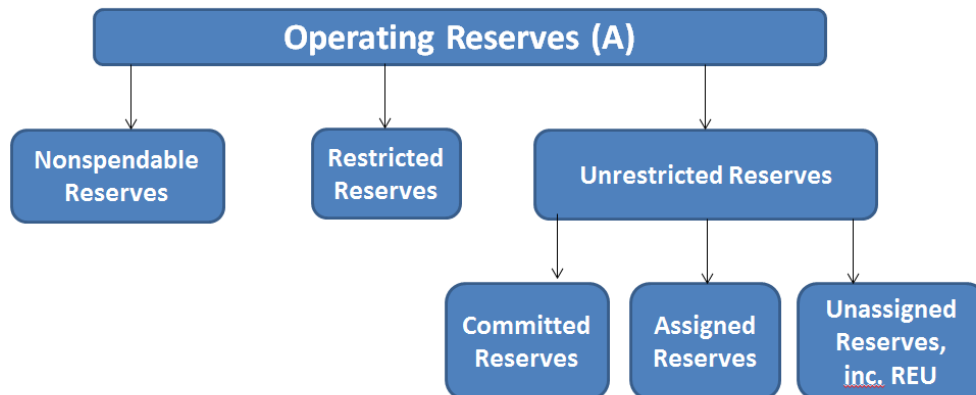 Operating Reserves (A)
Nonspendable
Reserves
Restricted
Reserves
Unrestricted Reserves
Committed
Reserves
Assigned
Reserves
Unassigned
Reserves,
inc. REU